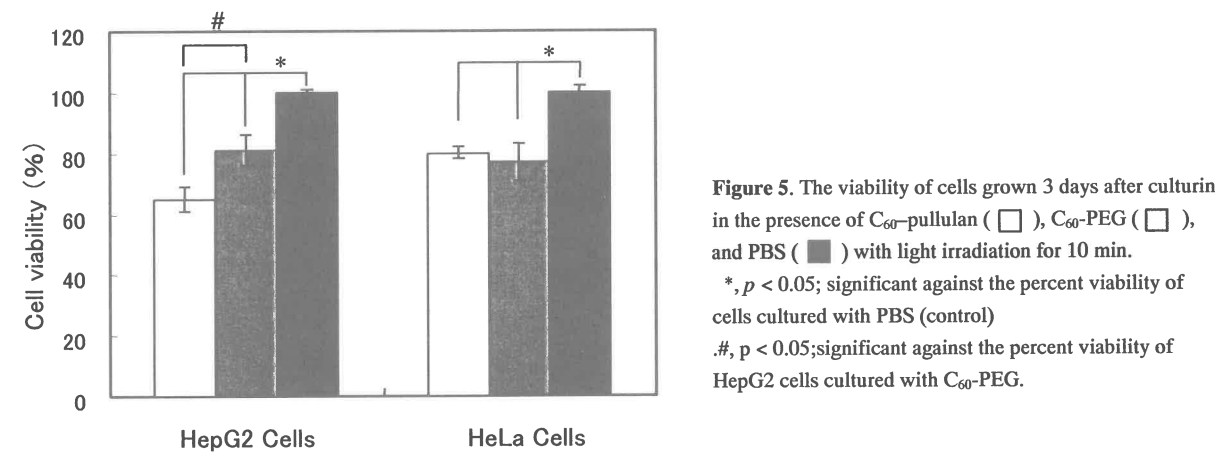 #
120
*
*
100
80
60
40
20
0
Cell viability (%)
HepG2 Cells
HeLa Cells
Figure 5. The viability of cells grown 3 days after culturin
in the presence of C60–pullulan ( ), C60-PEG ( ),
and PBS ( ) with light irradiation for 10 min.
*, p < 0.05; significant against the percent viability of
cells cultured with PBS (control)
.#, p < 0.05;significant against the percent viability of
HepG2 cells cultured with C60-PEG.